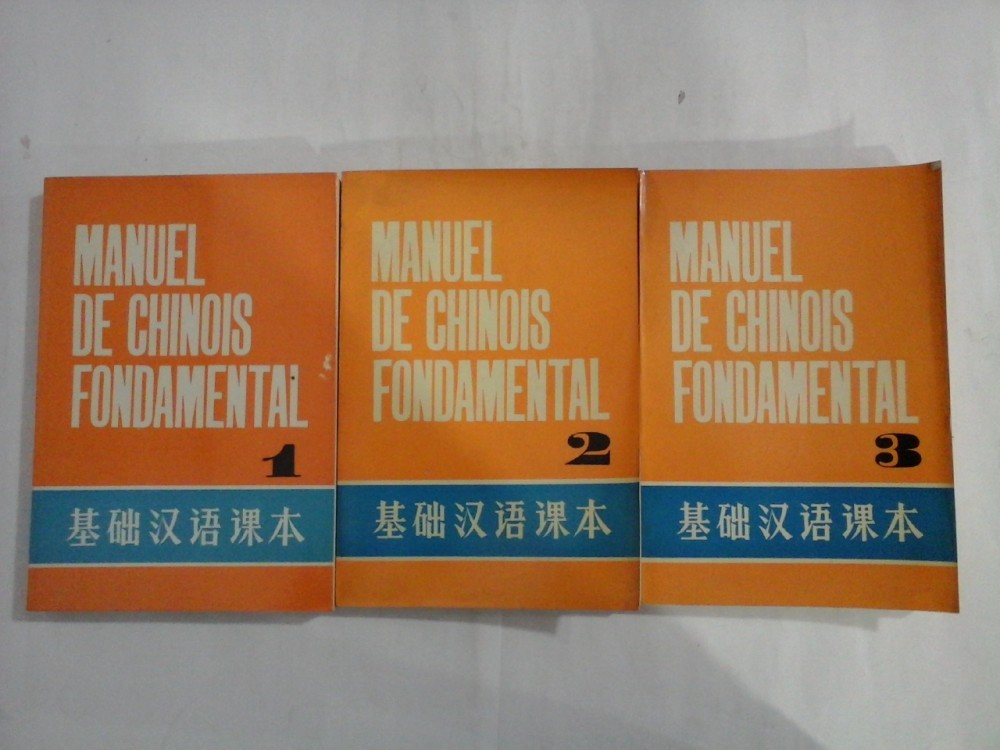 MANUEL
DE CHINOIS
FONDAMENTAL
1
基础汉语课本
MANUEL
DE CHINOIS
FONDAMENTAL
2
基础汉语课本
MANUEL
DE CHINOIS
FONDAMENTAL
3
基础汉语课本